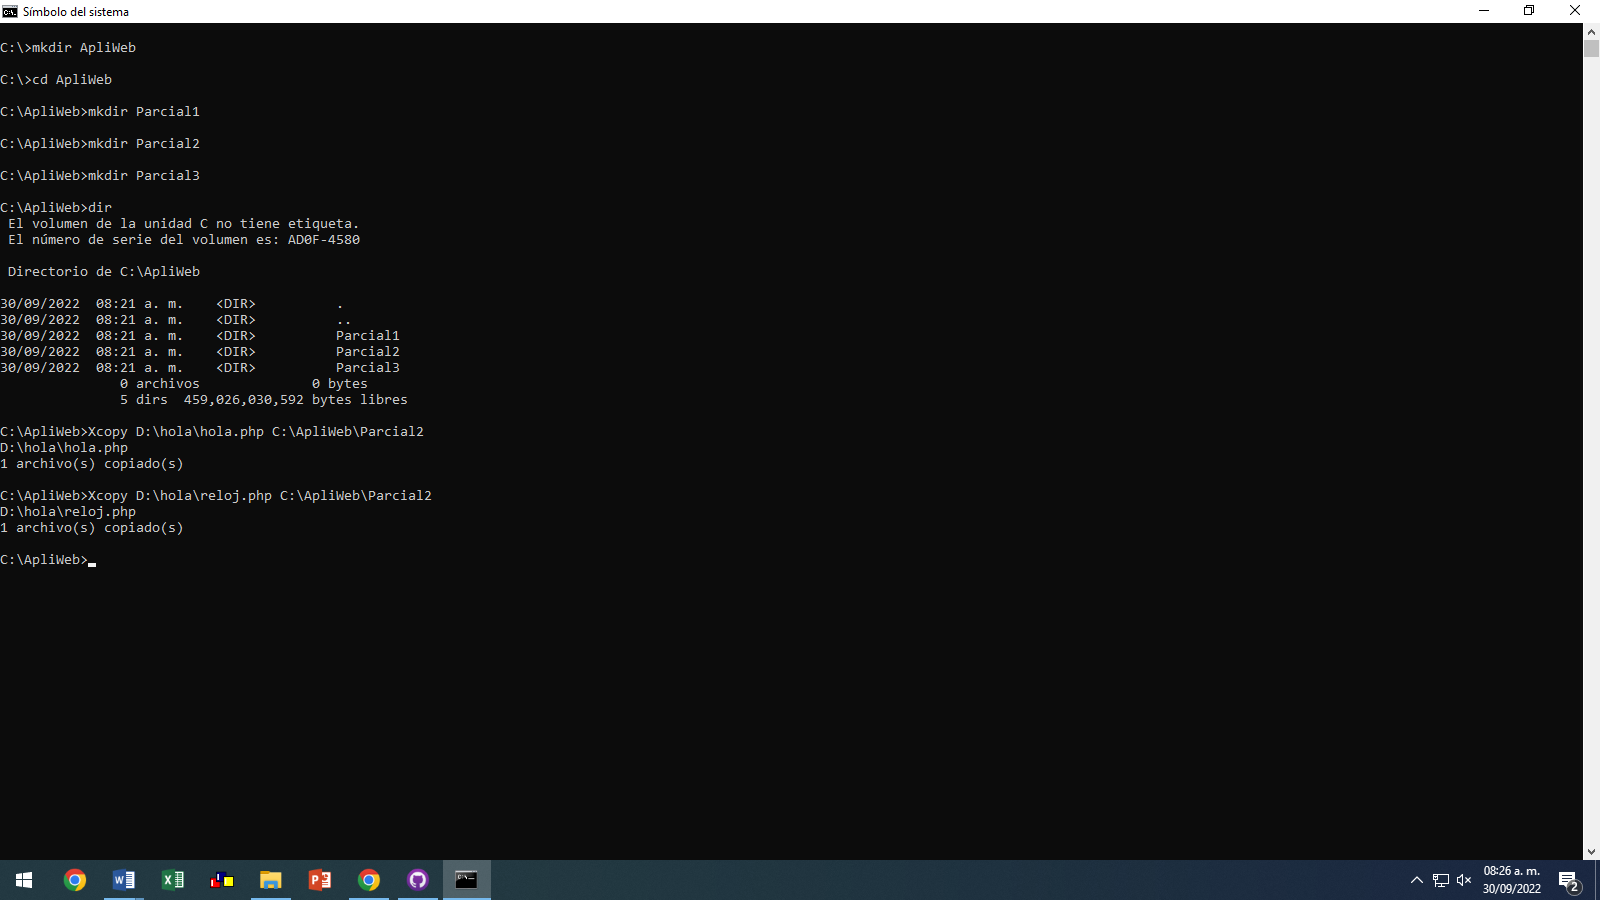 Símbolo del sistema
C:\>mkdir ApliWeb
C:\>cd ApliWeb
C:\ApliWeb>mkdir Parcial1
C:\ApliWeb>mkdir Parcial2
C:\ApliWeb>mkdir Parcial3
C:\ApliWeb>dir
El volumen de la unidad C no tiene etiqueta.
El número de serie del volumen es: AD0F-4580
Directorio de C:\ApliWeb
30/09/2022  08:21 a. m.    <DIR>          .
30/09/2022  08:21 a. m.    <DIR>          ..
30/09/2022  08:21 a. m.    <DIR>          Parcial1
30/09/2022  08:21 a. m.    <DIR>          Parcial2
30/09/2022  08:21 a. m.    <DIR>          Parcial3
0 archivos              0 bytes
5 dirs  459,026,030,592 bytes libres
C:\ApliWeb>Xcopy D:\hola\hola.php C:\ApliWeb\Parcial2
D:\hola\hola.php
1 archivo(s) copiado(s)
C:\ApliWeb>Xcopy D:\hola\reloj.php C:\ApliWeb\Parcial2
D:\hola\reloj.php
1 archivo(s) copiado(s)
C:\ApliWeb>
08:26 a. m.
30/09/2022
2